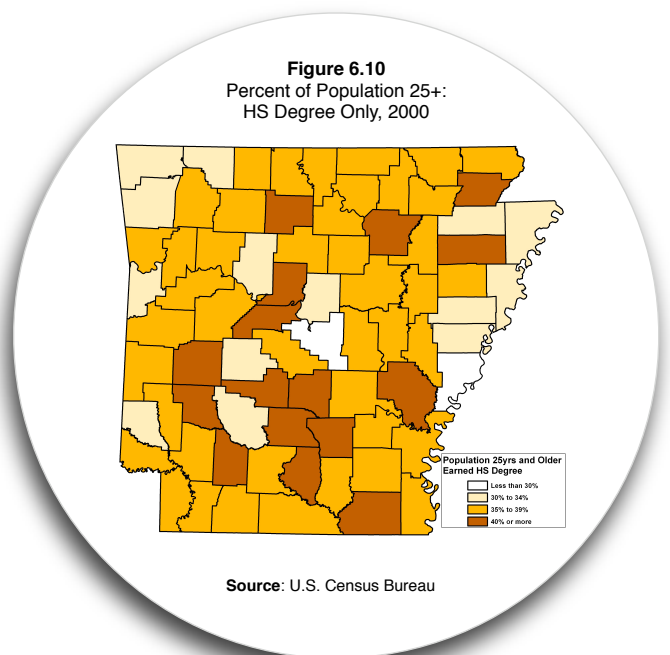 Figure 6.10
Percent of Population 25+:
HS Degree Only, 2000
Population 25yrs and Older
Earned HS Degree
Less than 30%
30% to 34%
35% to 39%
40% or more
Source: U.S. Census Bureau